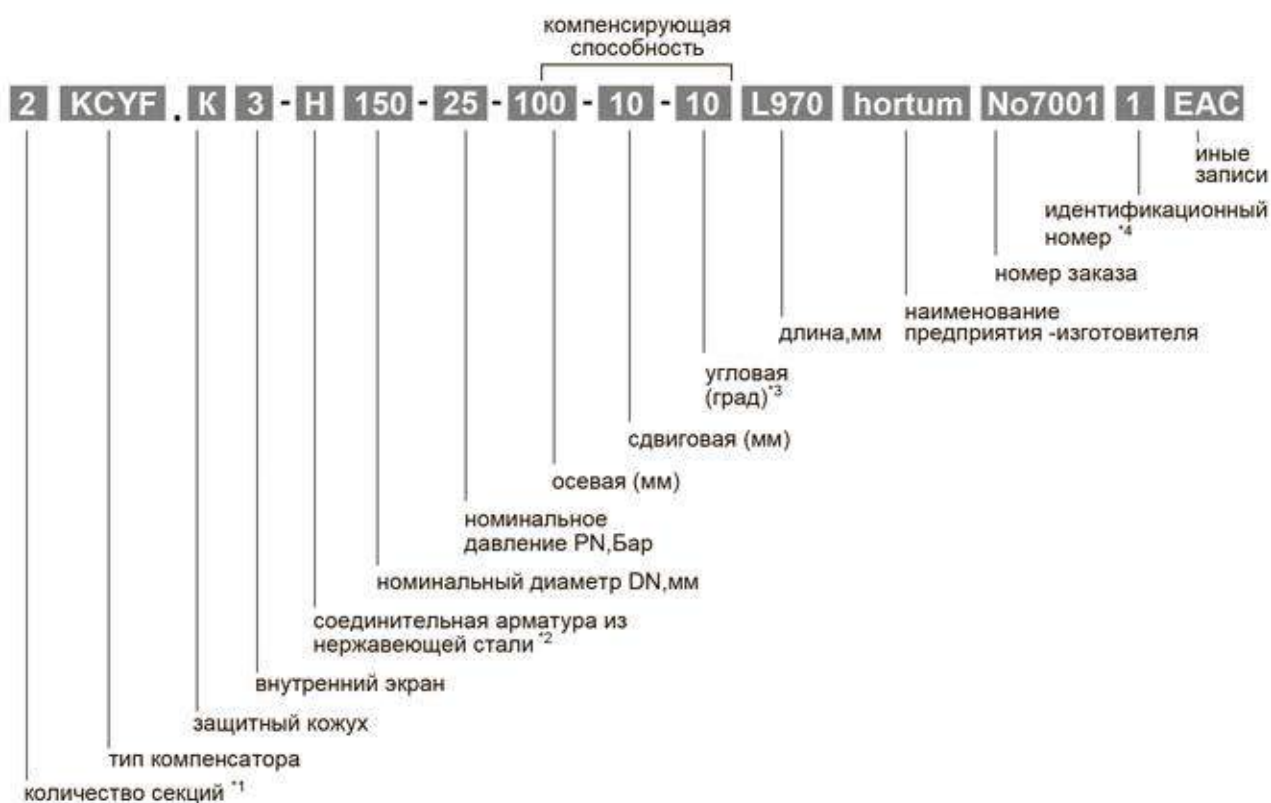 компенсирующая
способность
2 KCYF . К 3 - Н 150 - 25 - 100 - 10 - 10 L970 hortum No7001 1 EAC
иные
записи
идентификационный
номер *4
номер заказа
наименование
предприятия -изготовителя
длина,мм
угловая
(град)*3
сдвиговая (мм)
осевая (мм)
номинальное
давление PN,Бар
номинальный диаметр DN,мм
соединительная арматура из
нержавеющей стали *2
внутренний экран
защитный кожух
тип компенсатора
количество секций *1